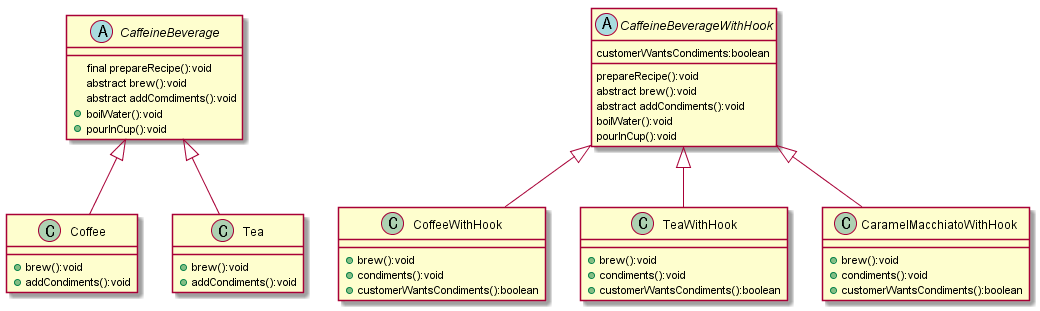 A CaffeineBeverage
final prepareRecipe():void
abstract brew():void
abstract addComdiments():void
boilWater():void
pourInCup():void
A CaffeineBeverageWithHook
customerWantsCondiments:boolean
prepareRecipe():void
abstract brew():void
abstract addCondiments():void
boilWater():void
pourInCup():void
C Coffee
brew():void
addCondiments():void
C Tea
brew():void
addCondiments():void
C CoffeeWithHook
brew():void
condiments():void
customerWantsCondiments():boolean
C TeaWithHook
brew():void
condiments():void
customerWantsCondiments():boolean
C CaramelMacchiatoWithHook
brew():void
condiments():void
customerWantsCondiments():boolean